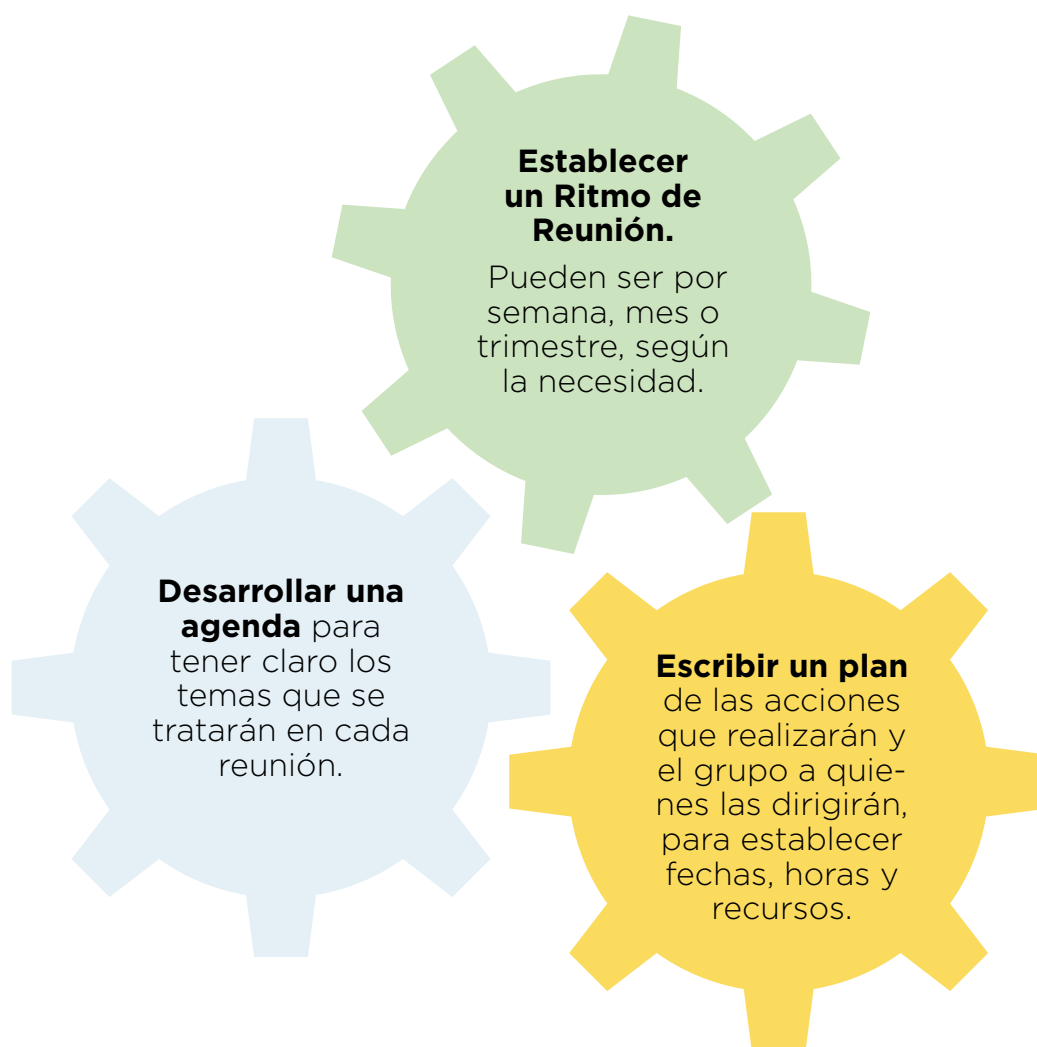 Establecer
un Ritmo de
Reunión.
Pueden ser por
semana, mes o
trimestre, según
la necesidad.
Desarrollar una
agenda para
tener claro los
temas que se
tratarán en cada
reunión.
Escribir un plan
de las acciones
que realizarán y
el grupo a quie-
nes las dirigirán,
para establecer
fechas, horas y
recursos.